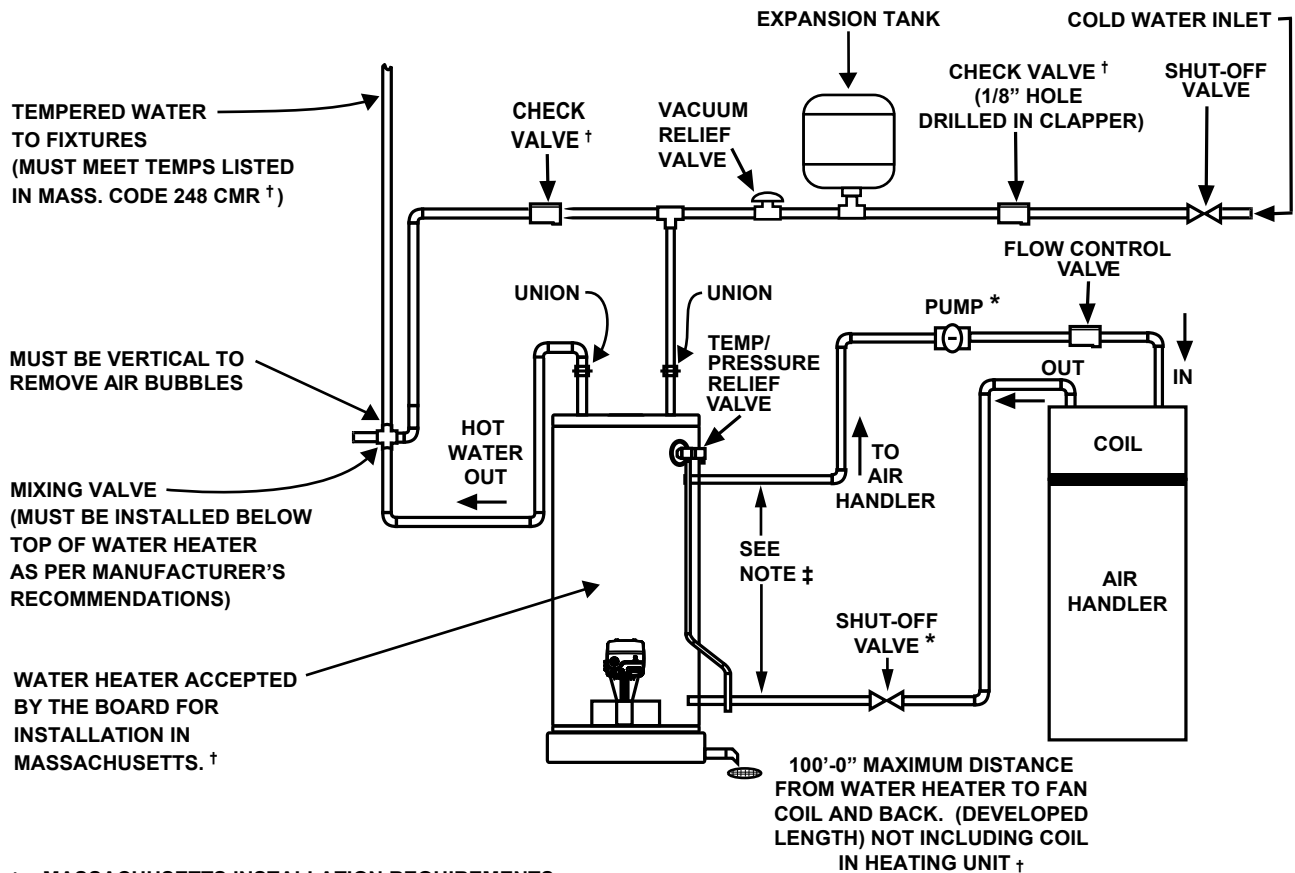 EXPANSION TANK
COLD WATER INLET
CHECK VALVE †
(1/8” HOLE
DRILLED IN CLAPPER)
SHUT-OFF
VALVE
TEMPERED WATER
TO FIXTURES
(MUST MEET TEMPS LISTED
IN MASS. CODE 248 CMR † )
CHECK
VALVE †
VACUUM
RELIEF
VALVE
FLOW CONTROL
VALVE
UNION
UNION
PUMP *
TEMP/
PRESSURE
RELIEF
VALVE
MUST BE VERTICAL TO
REMOVE AIR BUBBLES
OUT
IN
HOT
WATER
OUT
TO
AIR
HANDLER
COIL
MIXING VALVE
(MUST BE INSTALLED BELOW
TOP OF WATER HEATER
AS PER MANUFACTURER’S
RECOMMENDATIONS)
SEE
NOTE ‡
AIR
HANDLER
SHUT-OFF
VALVE *
WATER HEATER ACCEPTED
BY THE BOARD FOR
INSTALLATION IN
MASSACHUSETTS. †
100’-0” MAXIMUM DISTANCE
FROM WATER HEATER TO FAN
COIL AND BACK. (DEVELOPED
LENGTH) NOT INCLUDING COIL
IN HEATING UNIT †
MASSACHUSETTS INSTALLATION REQUIREMENTS